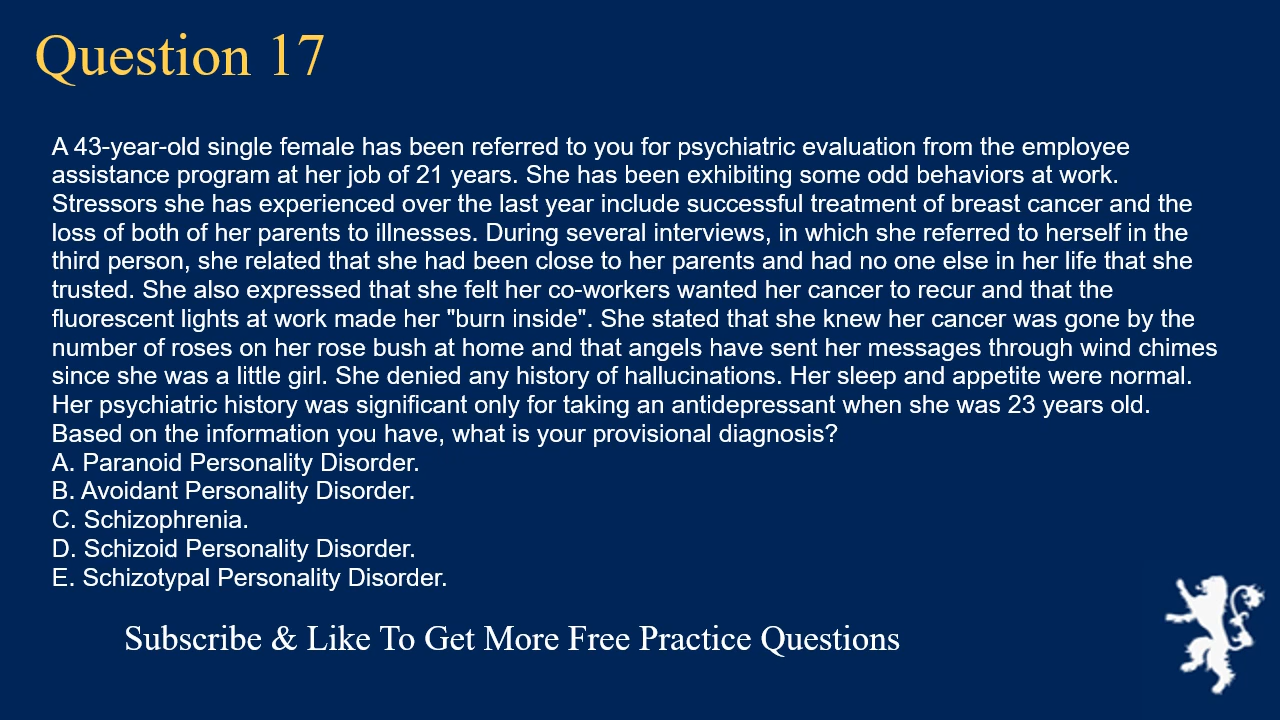 Question 17
A 43-year-old single female has been referred to you for psychiatric evaluation from the employee
assistance program at her job of 21 years. She has been exhibiting some odd behaviors at work.
Stressors she has experienced over the last year include successful treatment of breast cancer and the
loss of both of her parents to illnesses. During several interviews, in which she referred to herself in the
third person, she related that she had been close to her parents and had no one else in her life that she
trusted. She also expressed that she felt her co-workers wanted her cancer to recur and that the
fluorescent lights at work made her "burn inside". She stated that she knew her cancer was gone by the
number of roses on her rose bush at home and that angels have sent her messages through wind chimes
since she was a little girl. She denied any history of hallucinations. Her sleep and appetite were normal.
Her psychiatric history was significant only for taking an antidepressant when she was 23 years old.
Based on the information you have, what is your provisional diagnosis?
A. Paranoid Personality Disorder.
B. Avoidant Personality Disorder.
C. Schizophrenia.
D. Schizoid Personality Disorder.
E. Schizotypal Personality Disorder.
Subscribe & Like To Get More Free Practice Questions